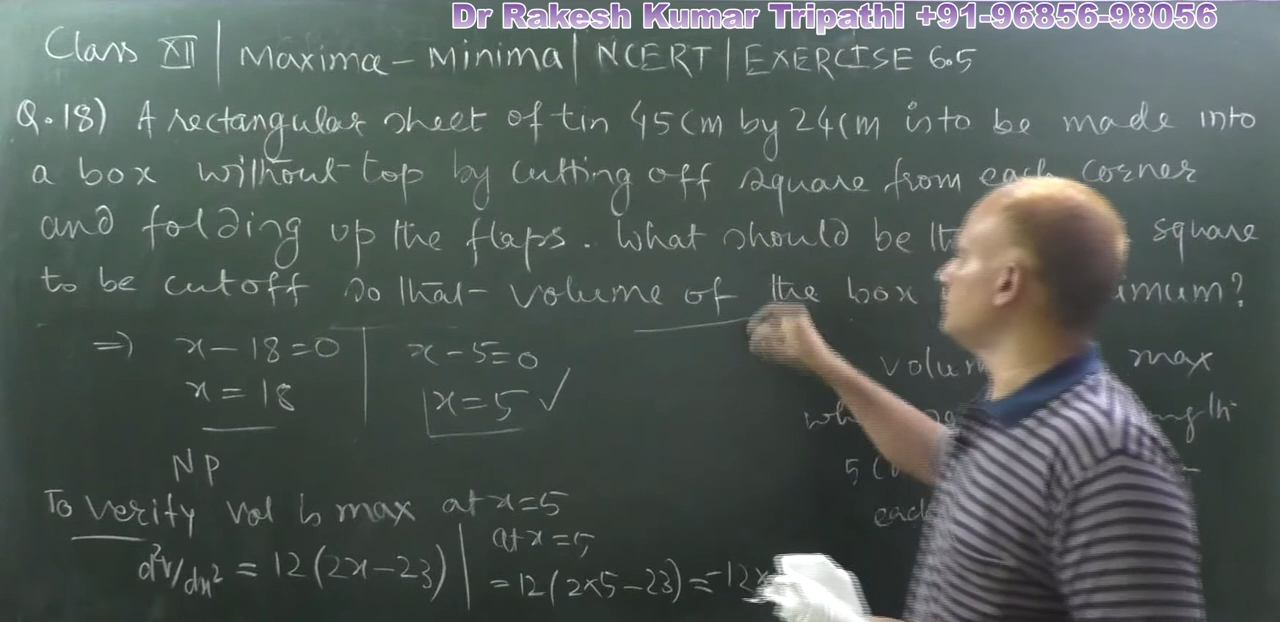 Dr Rakesh Kumar Tripathi +91-96856-98056
Class XII | Maxima - Minima | NCERT | EXERCISE 6.5
Q.18) A rectangular sheet of tin 45cm by 24cm is to be made into
a box without top by cutting off square from each corner
and folding up the flaps. What should be the square
to be cutoff so that volume of the box
⇒ x-18=0 | x-5=0
x=18 | x=5 ✓
NP
To verify vol is max at x=5
d²v/dx² = 12(2x-23) | at x=5
= 12(2×5-23) = -12×
max
5